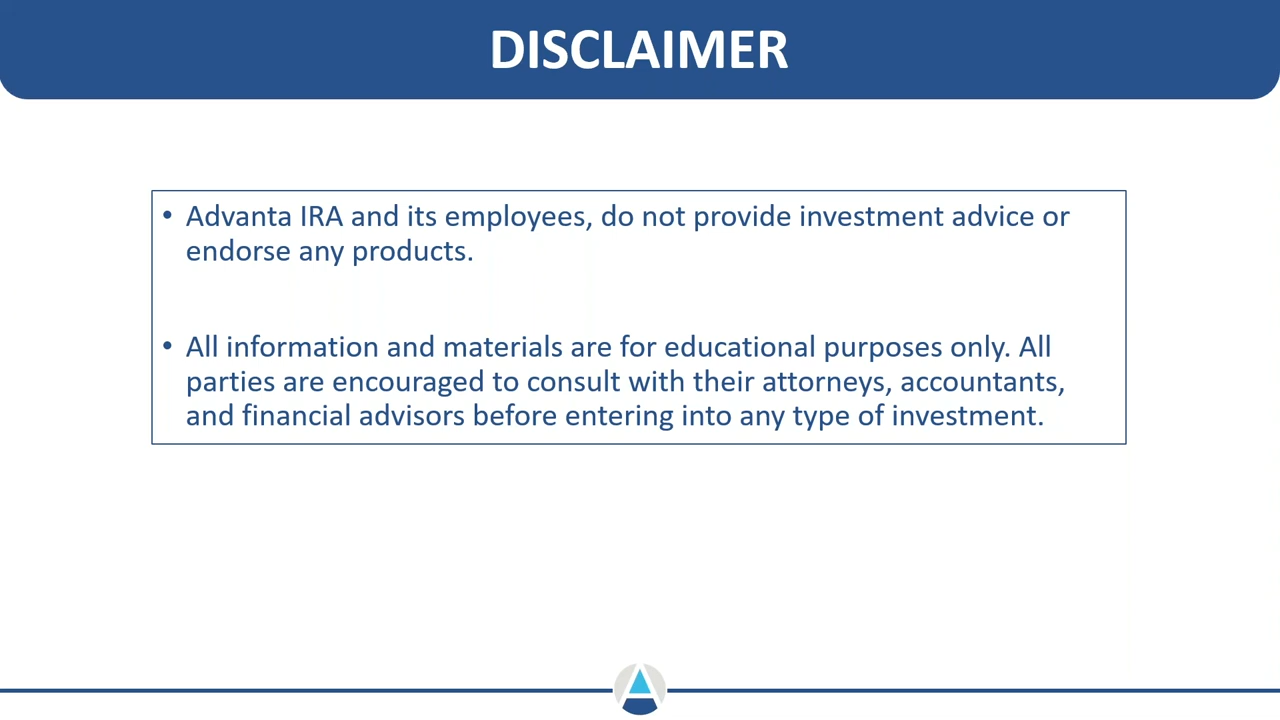 DISCLAIMER
• Advanta IRA and its employees, do not provide investment advice or
endorse any products.
• All information and materials are for educational purposes only. All
parties are encouraged to consult with their attorneys, accountants,
and financial advisors before entering into any type of investment.